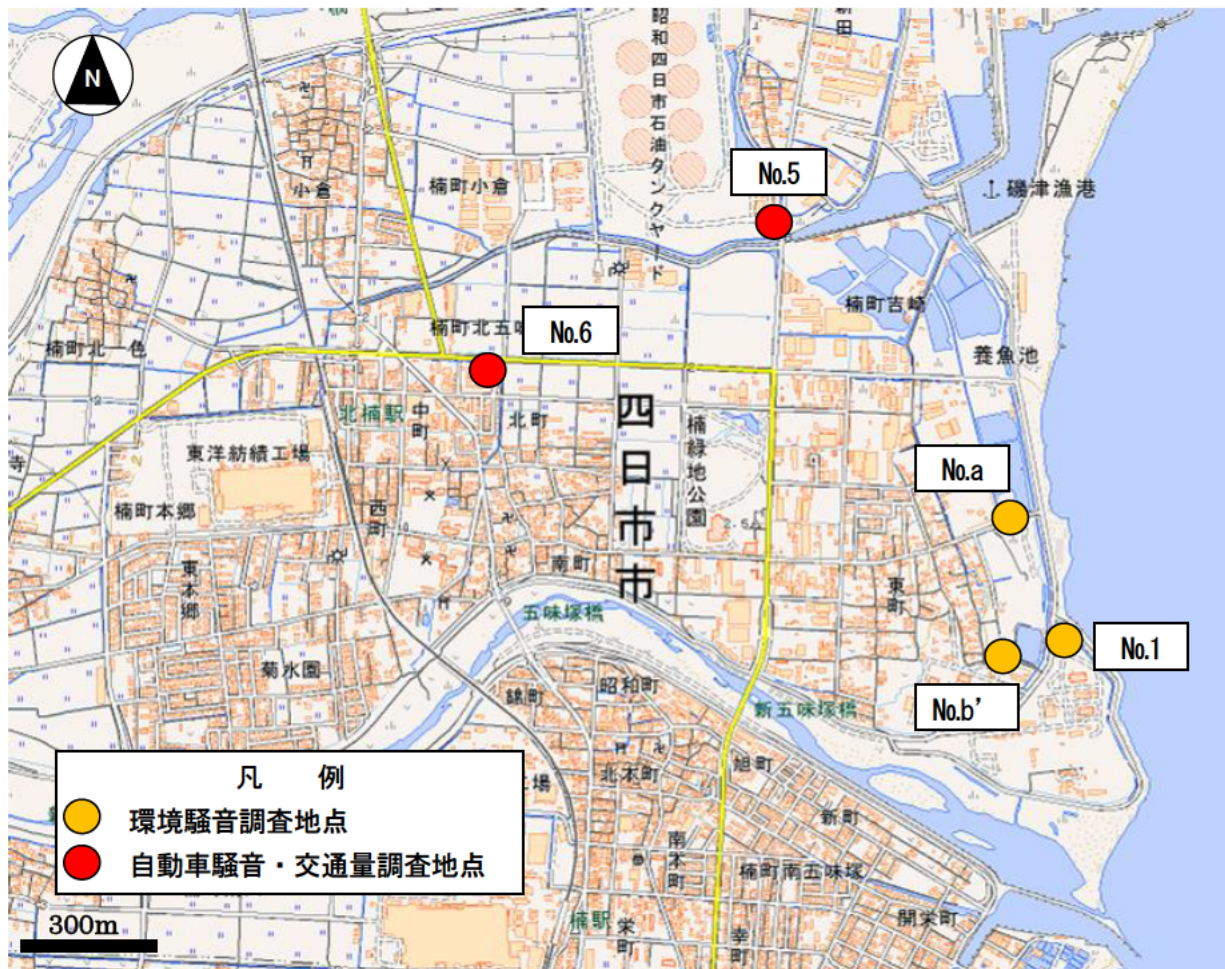 N
昭和四日市石油タンクヤード
新田
小倉
楠町小倉
No.5
磯津漁港
楠町吉崎
養魚池
楠町北五味
No.6
楠町北一色
北楠駅
中町
北町
四日市市
楠緑地公園
東洋紡績工場
寺
楠町本郷
西町
No.a
2.5
南町
東町
東本郷
五味塚橋
No.1
菊水園
錦町
昭和町
No.b’
新五味塚橋
凡 例
環境騒音調査地点
自動車騒音・交通量調査地点
300m
工場
北本町
旭町
新町
南本町
楠町南五味塚
楠駅
栄町
幸町
開栄町